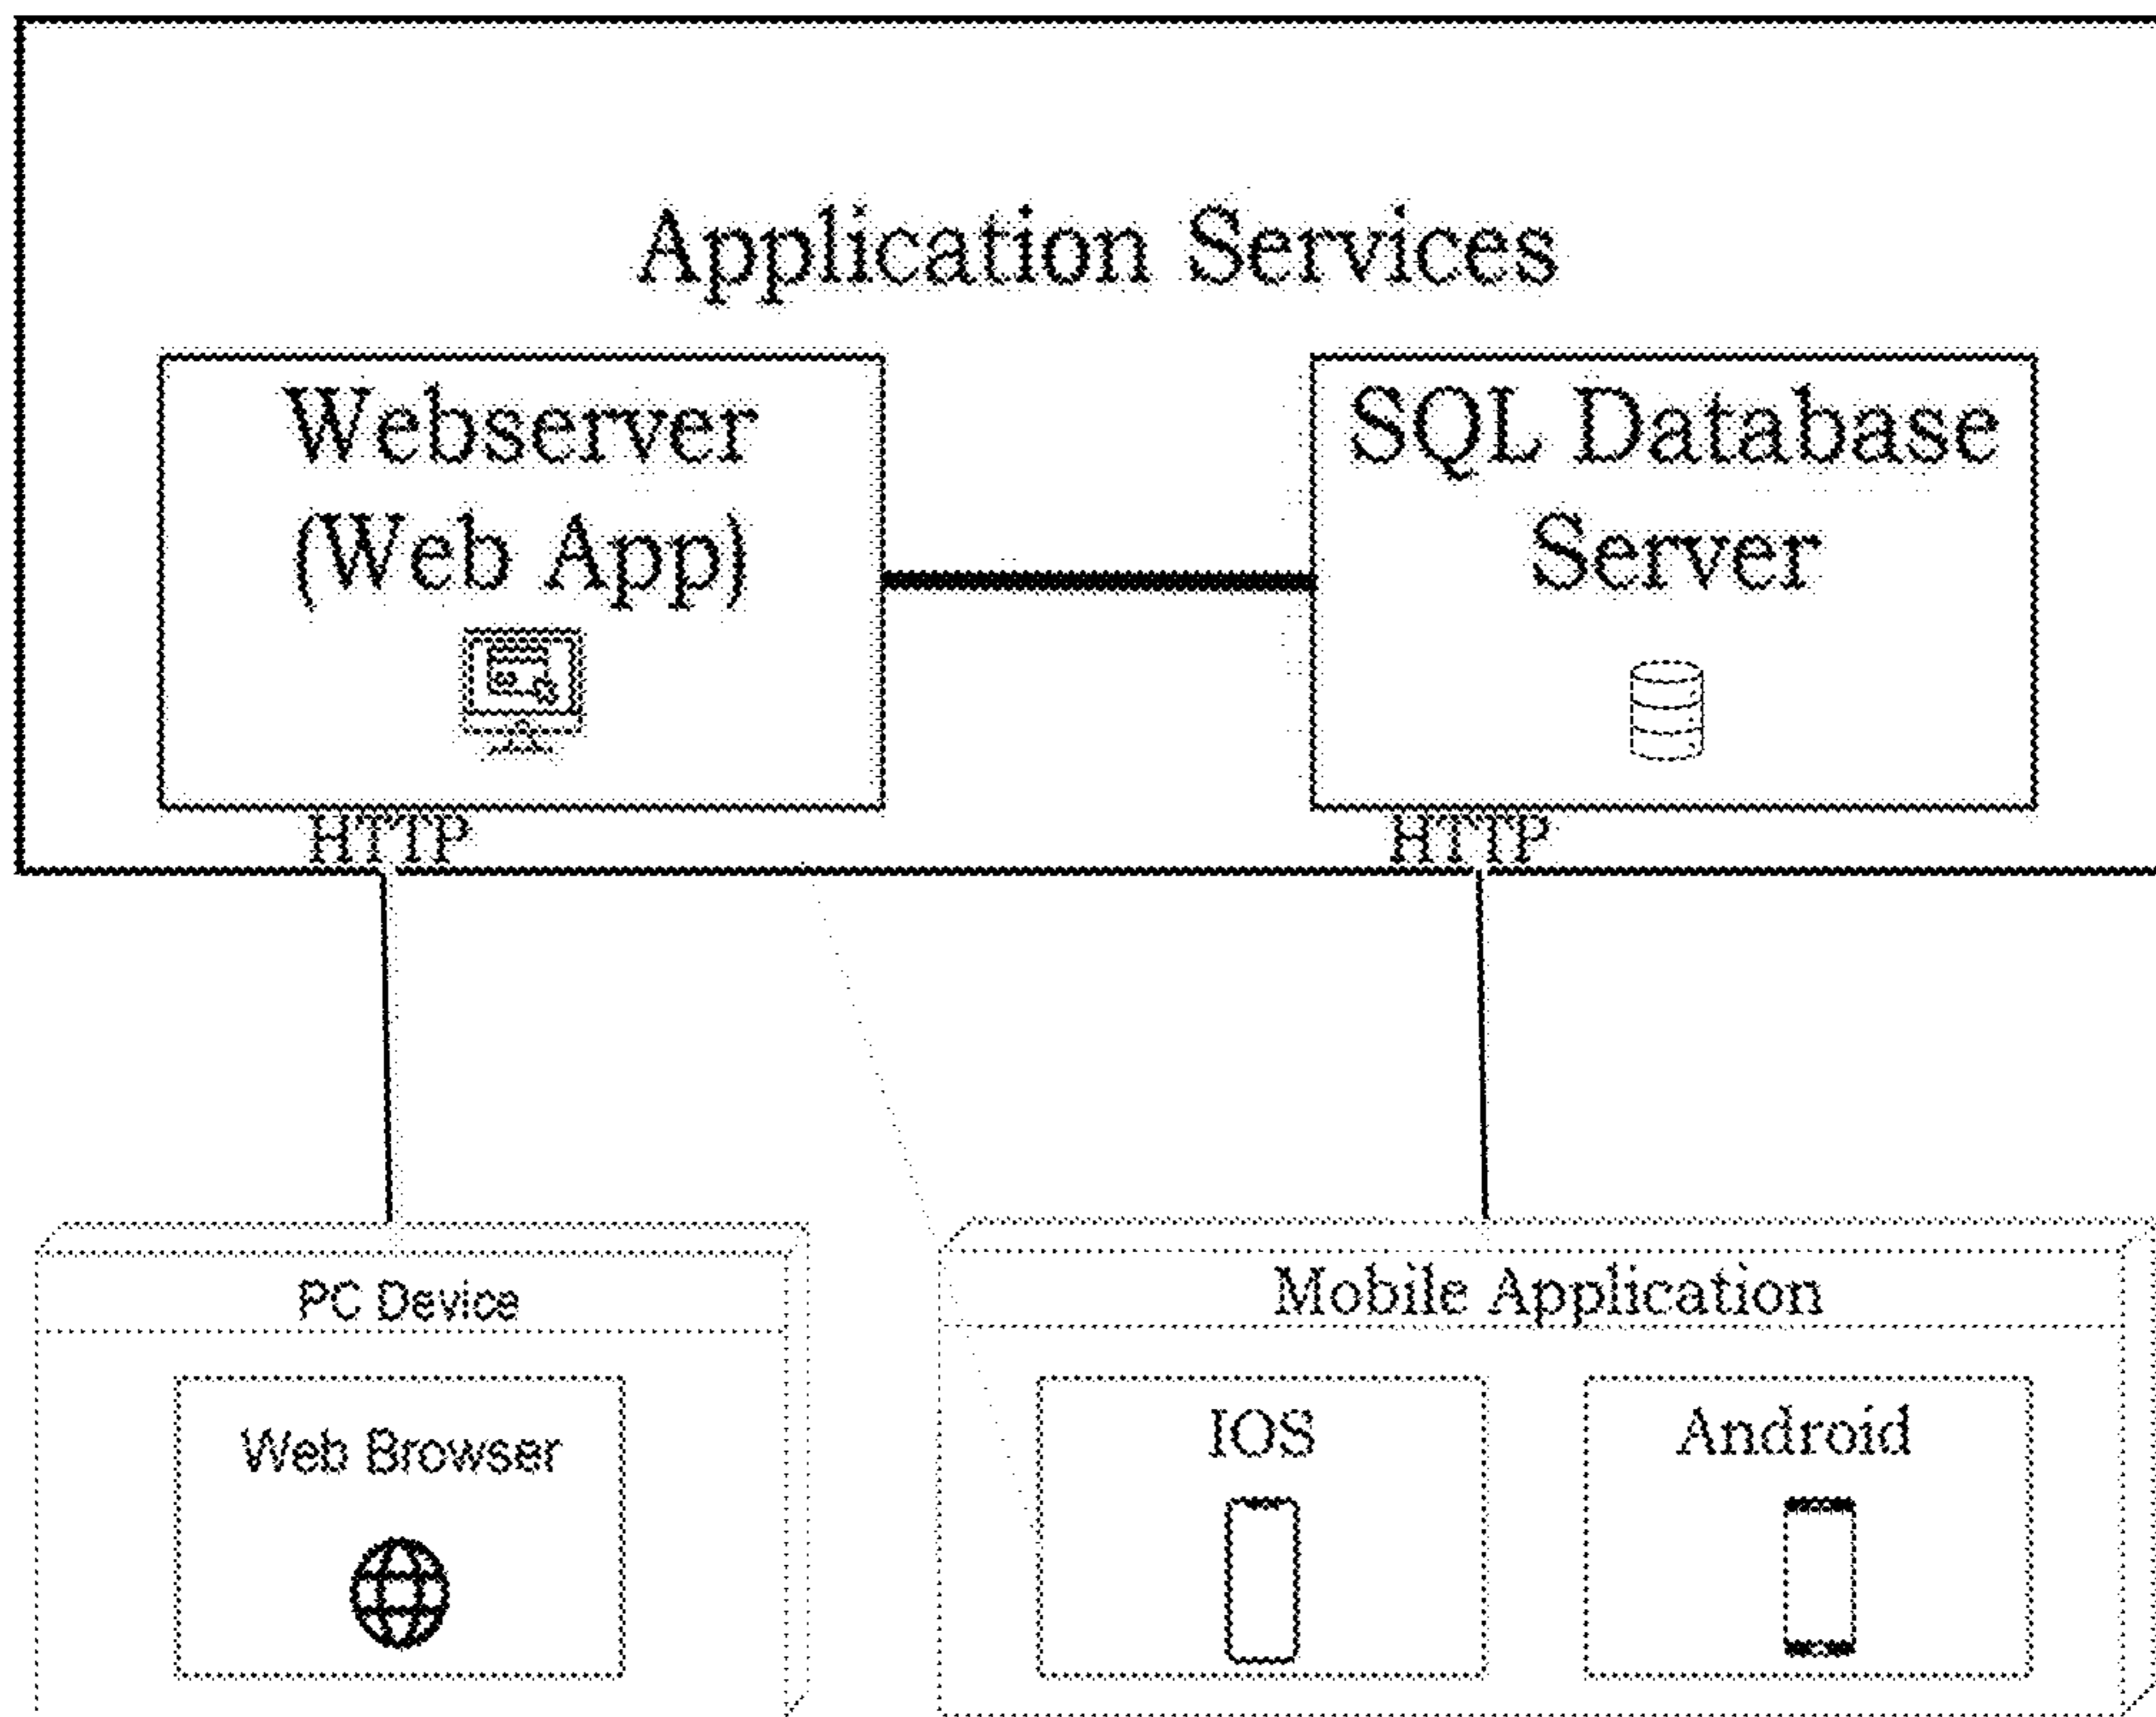 Application Services
Webserver
(Web App)
SQL Database
Server
HTTP
HTTP
PC Device
Web Browser
Mobile Application
IOS
Android